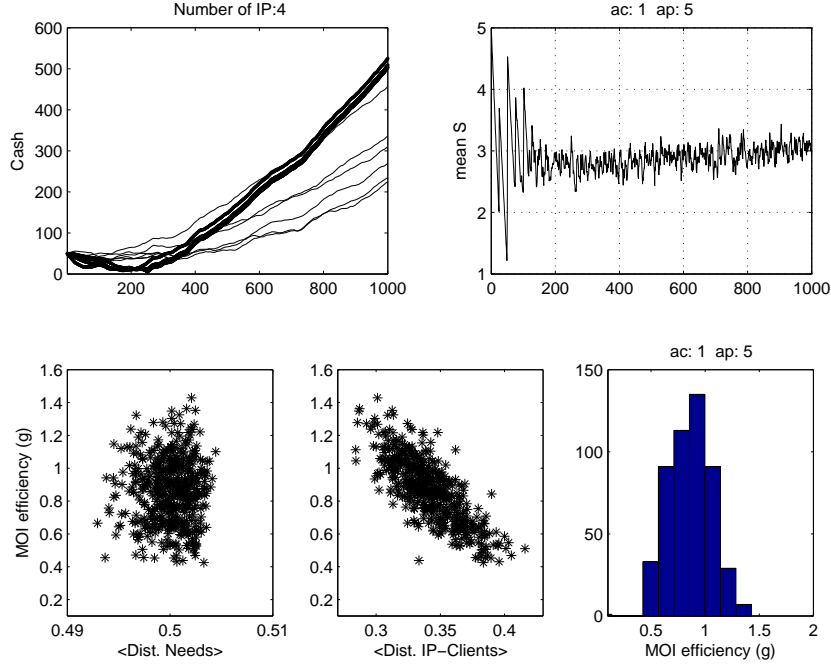 Number of IP:4
600
500
400
300
200
100
0
Cash
200 400 600 800 1000
ac: 1 ap: 5
5
4
3
2
1
mean S
0 200 400 600 800 1000
1.6
1.4
1.2
1
0.8
0.6
0.4
0.2
MOI efficiency (g)
0.49 0.5 0.51
<Dist. Needs>
1.6
1.4
1.2
1
0.8
0.6
0.4
0.2
0.3 0.4
<Dist. IP−Clients>
ac: 1 ap: 5
150
100
50
0
0.5 1 1.5 2
MOI efficiency (g)